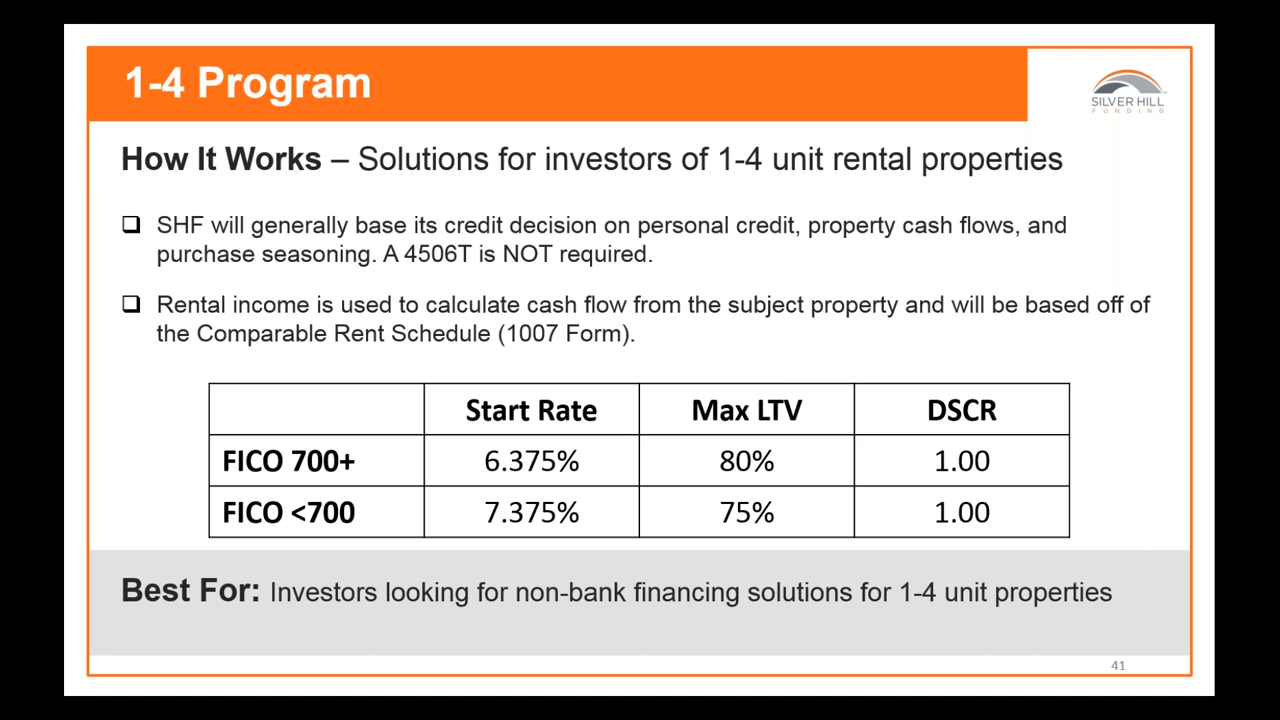 1-4 Program
SILVER HILL
FUNDING
How It Works – Solutions for investors of 1-4 unit rental properties
❑ SHF will generally base its credit decision on personal credit, property cash flows, and
purchase seasoning. A 4506T is NOT required.
❑ Rental income is used to calculate cash flow from the subject property and will be based off of
the Comparable Rent Schedule (1007 Form).
Start Rate Max LTV DSCR
FICO 700+ 6.375% 80% 1.00
FICO <700 7.375% 75% 1.00
Best For: Investors looking for non-bank financing solutions for 1-4 unit properties
41